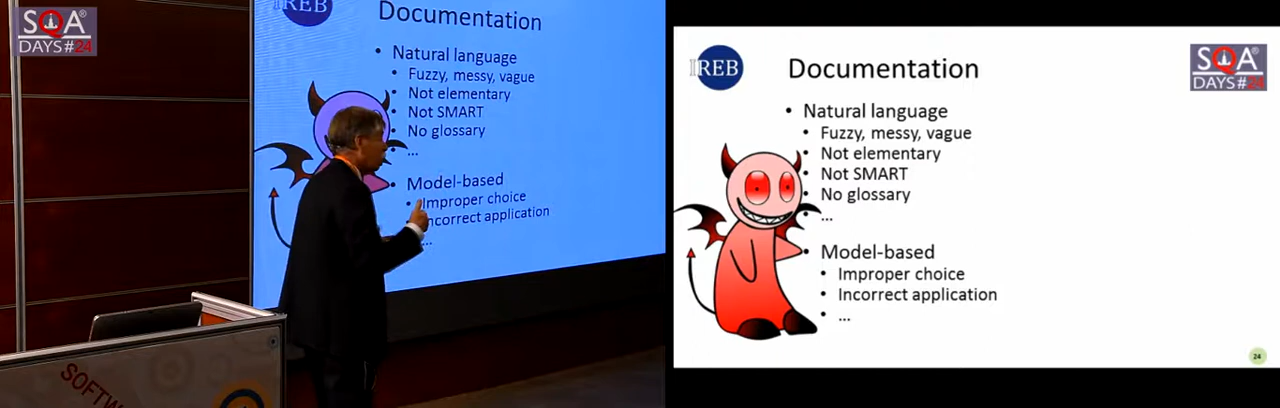 SQA®
DAYS#24
IREB
Documentation
• Natural language
• Fuzzy, messy, vague
• Not elementary
• Not SMART
• No glossary
• ...
• Model-based
• Improper choice
• Incorrect application
...
SOFTW
IREB
Documentation
SQA®
DAYS#24
• Natural language
• Fuzzy, messy, vague
• Not elementary
• Not SMART
• No glossary
• ...
• Model-based
• Improper choice
• Incorrect application
• ...
24